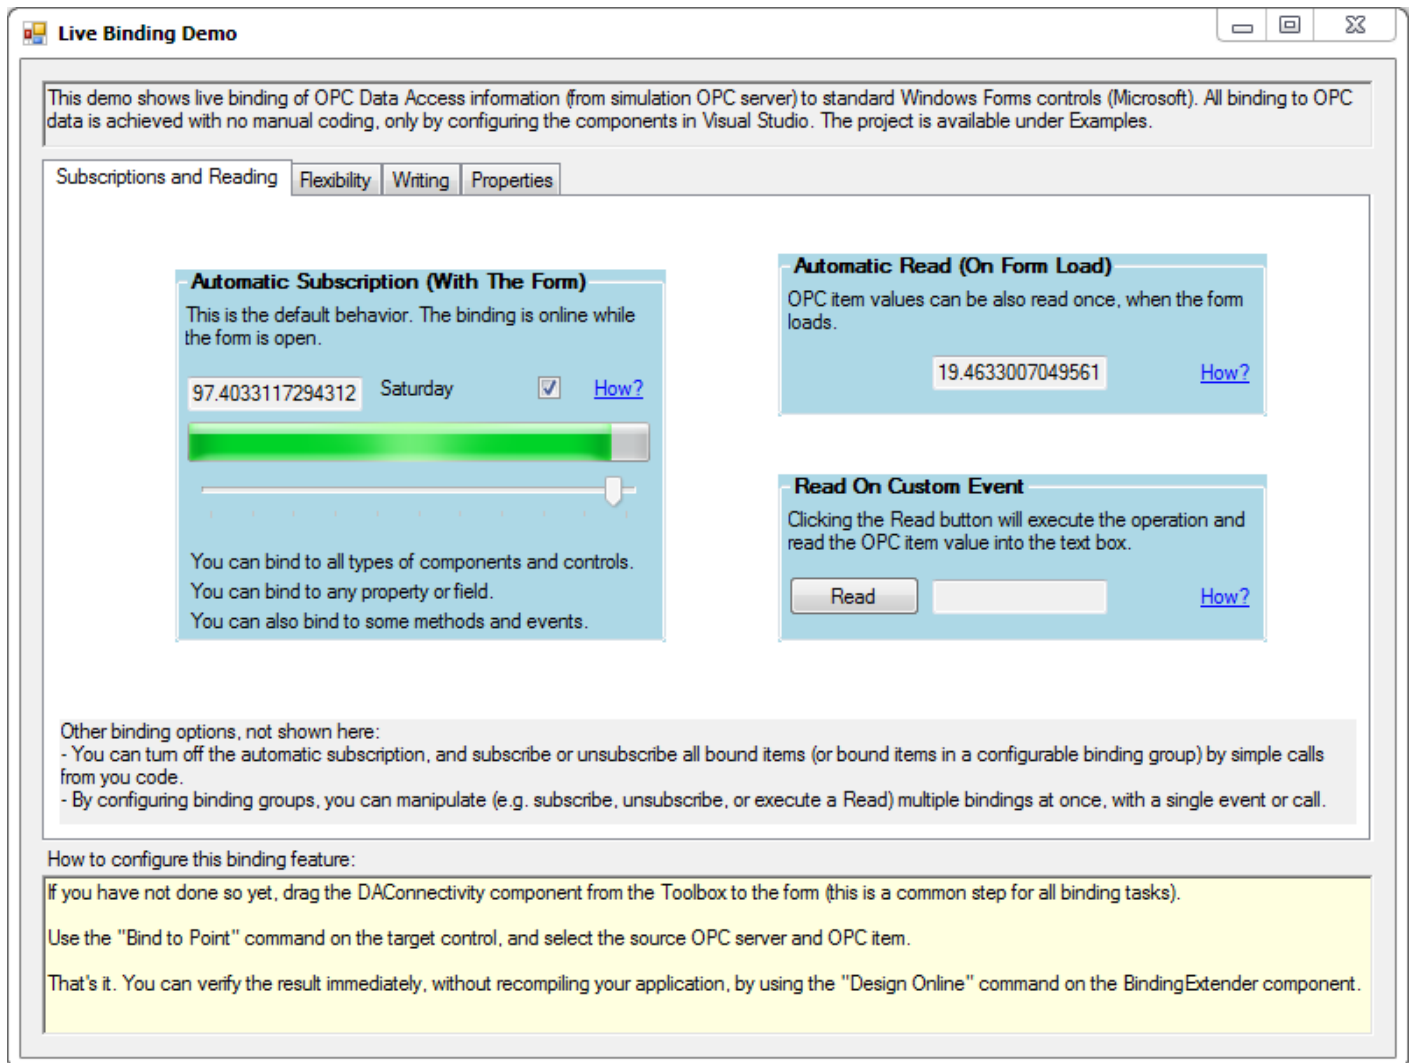 Live Binding Demo
This demo shows live binding of OPC Data Access information (from simulation OPC server) to standard Windows Forms controls (Microsoft). All binding to OPC
data is achieved with no manual coding, only by configuring the components in Visual Studio. The project is available under Examples.
Subscriptions and Reading Flexibility Writing Properties
Automatic Subscription (With The Form)
This is the default behavior. The binding is online while
the form is open.
97.4033117294312 Saturday How?
You can bind to all types of components and controls.
You can bind to any property or field.
You can also bind to some methods and events.
Automatic Read (On Form Load)
OPC item values can be also read once, when the form
loads.
19.4633007049561 How?
Read On Custom Event
Clicking the Read button will execute the operation and
read the OPC item value into the text box.
Read How?
Other binding options, not shown here:
- You can turn off the automatic subscription, and subscribe or unsubscribe all bound items (or bound items in a configurable binding group) by simple calls
from you code.
- By configuring binding groups, you can manipulate (e.g. subscribe, unsubscribe, or execute a Read) multiple bindings at once, with a single event or call.
How to configure this binding feature:
If you have not done so yet, drag the DAConnectivity component from the Toolbox to the form (this is a common step for all binding tasks).
Use the "Bind to Point" command on the target control, and select the source OPC server and OPC item.
That's it. You can verify the result immediately, without recompiling your application, by using the "Design Online" command on the BindingExtender component.